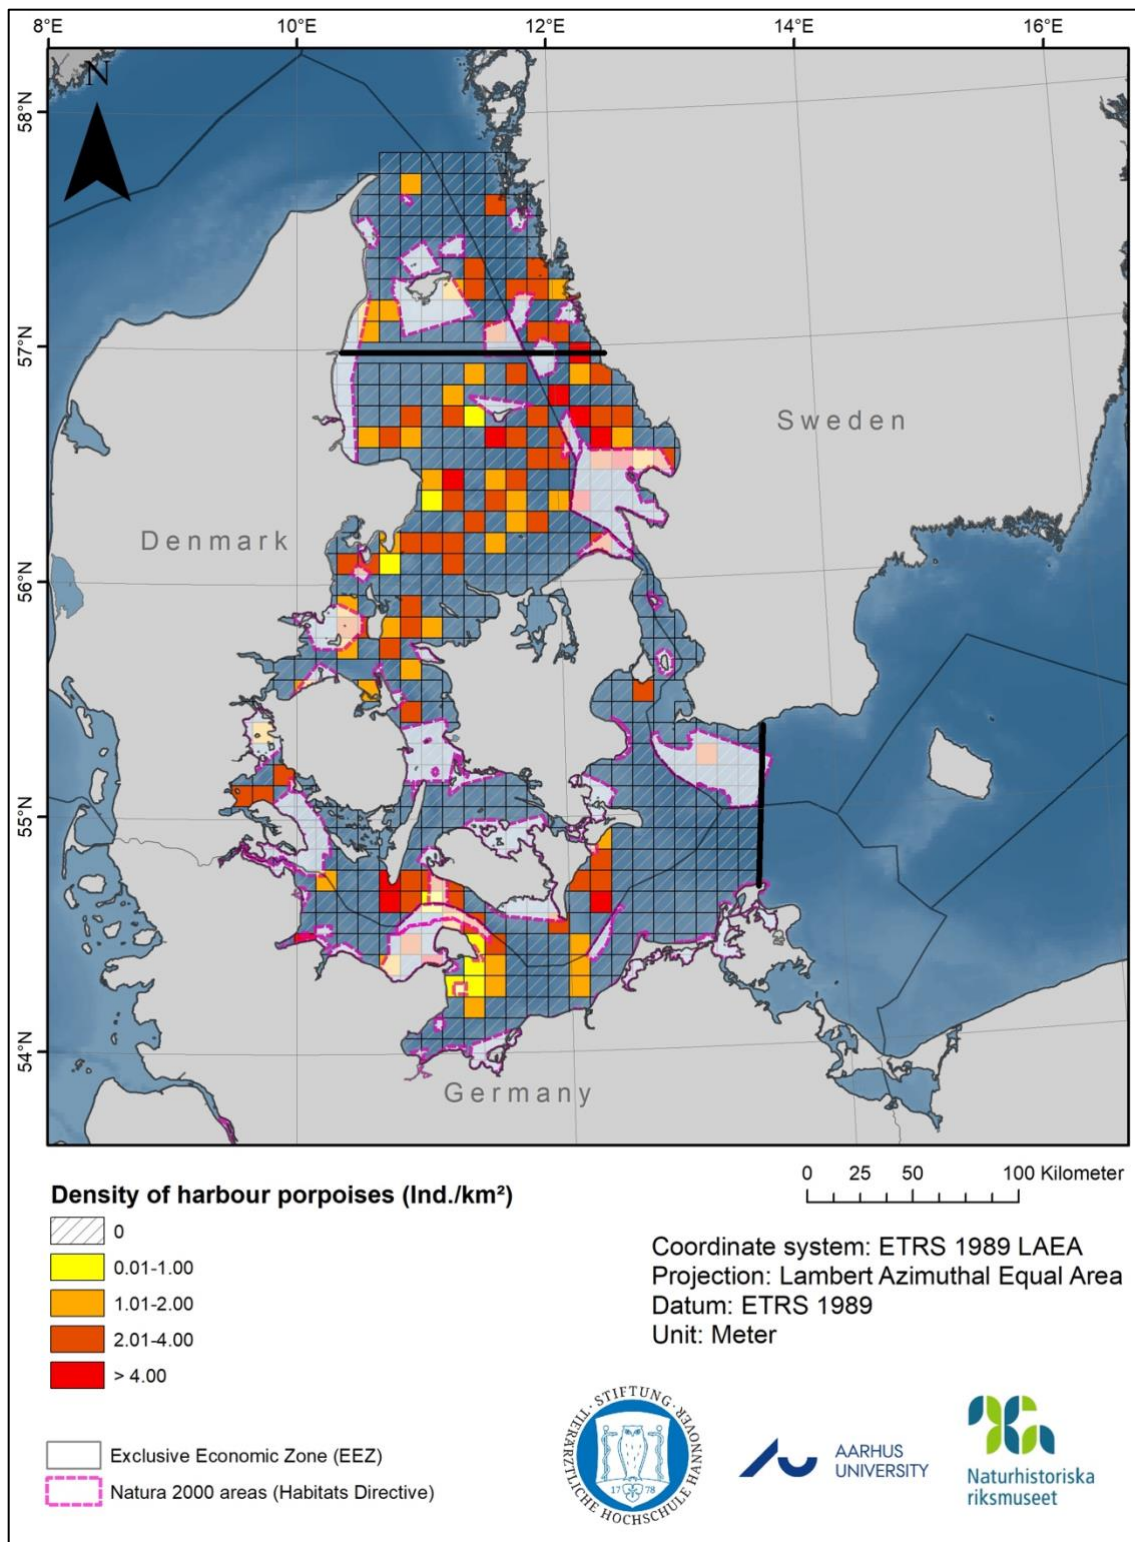 8°E 10°E 12°E 14°E 16°E
N
58°N
57°N
Sweden
Denmark
56°N
55°N
54°N
Germany
0 25 50 100 Kilometer
Density of harbour porpoises (Ind./km²)
0
0.01-1.00
1.01-2.00
2.01-4.00
> 4.00
Coordinate system: ETRS 1989 LAEA
Projection: Lambert Azimuthal Equal Area
Datum: ETRS 1989
Unit: Meter
Exclusive Economic Zone (EEZ)
Natura 2000 areas (Habitats Directive)
· STIFTUNG · TIERÄRZTLICHE HOCHSCHULE HANNOVER
17 78
AARHUS
UNIVERSITY
Naturhistoriska
riksmuseet